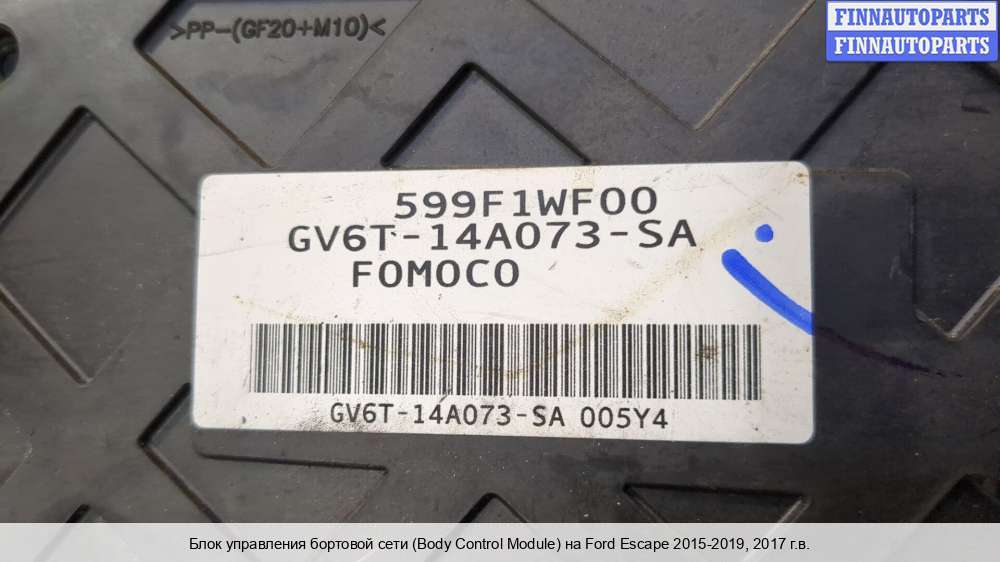 >PP-(GF20+M10)<
FINNAUTOPARTS
FINNAUTOPARTS
599F1WF00
GV6T-14A073-SA
FOMOCO
GV6T-14A073-SA 005Y4
Блок управления бортовой сети (Body Control Module) на Ford Escape 2015-2019, 2017 г.в.